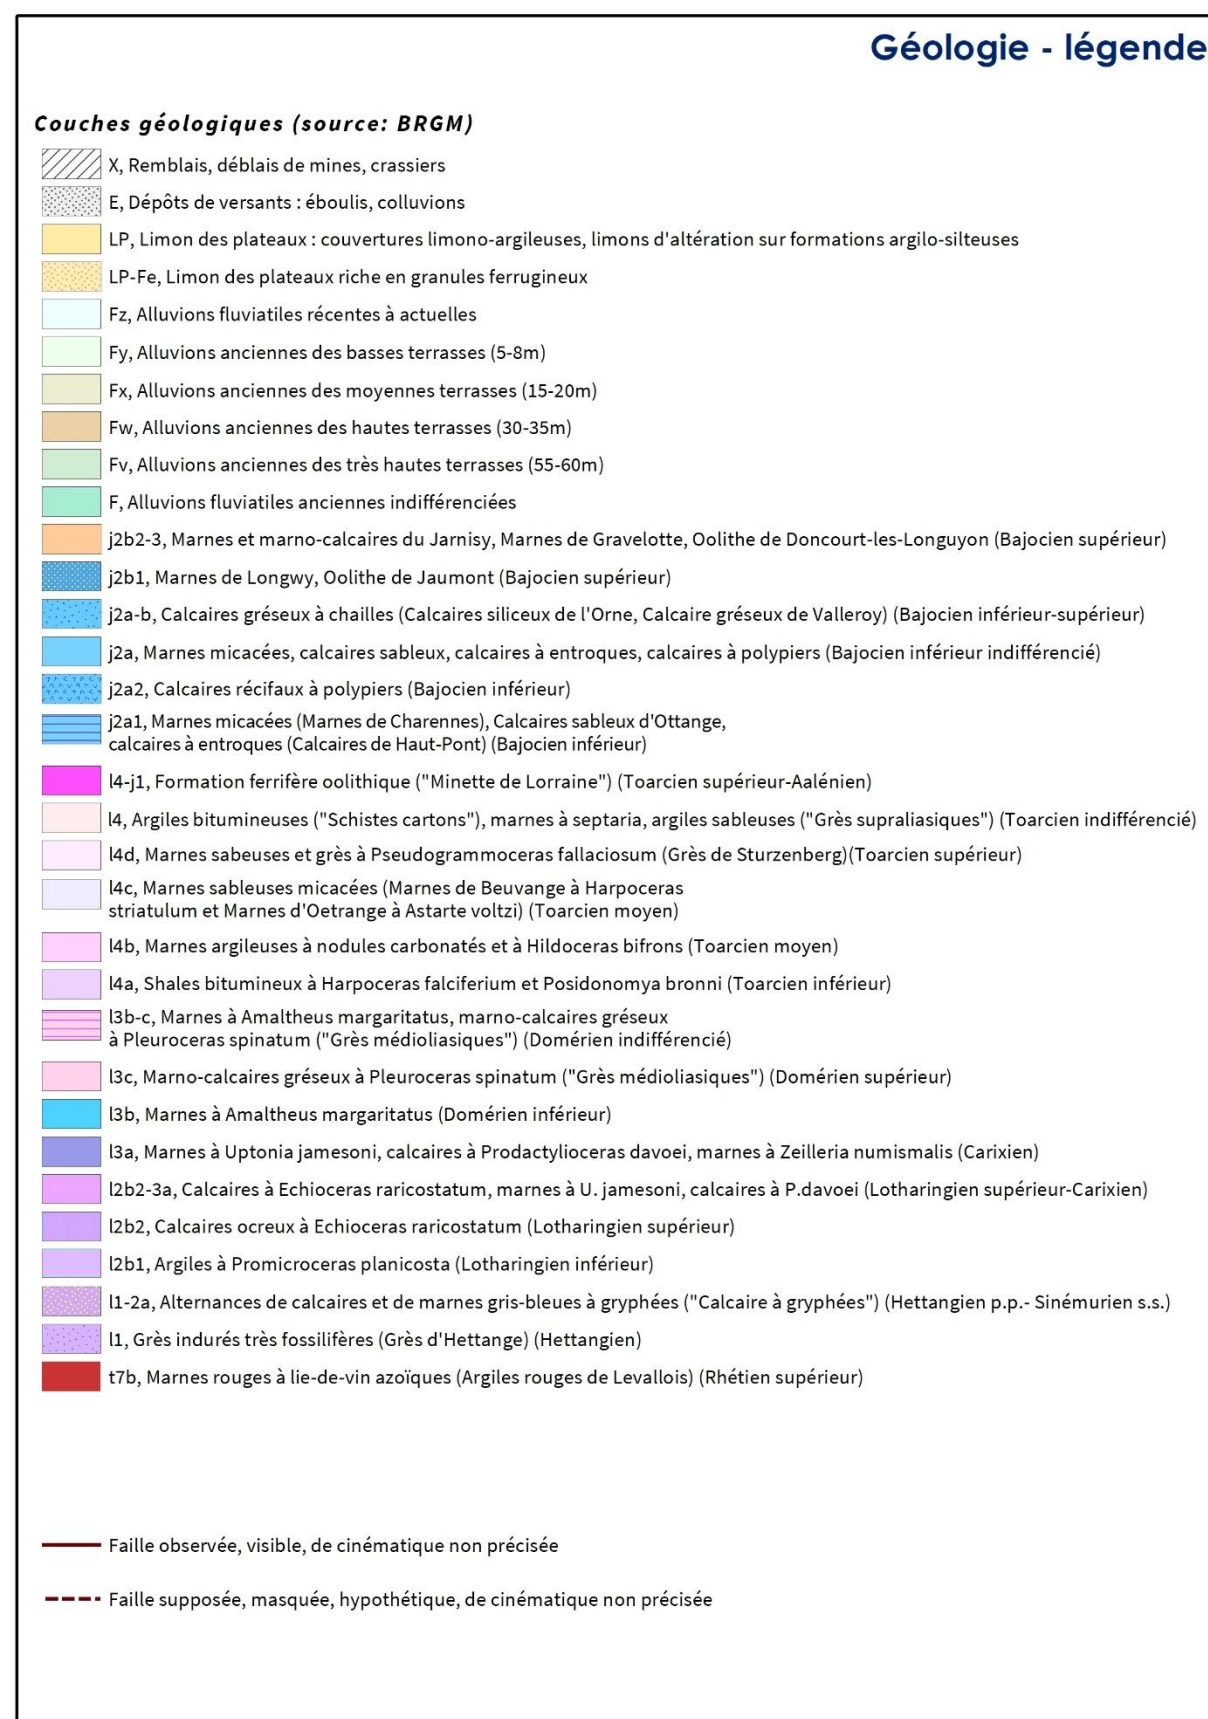 Géologie - légende
Couches géologiques (source: BRGM)
X, Remblais, déblais de mines, crassiers
E, Dépôts de versants : éboulis, colluvions
LP, Limon des plateaux : couvertures limono-argileuses, limons d'altération sur formations argilo-silteuses
LP-Fe, Limon des plateaux riche en granules ferrugineux
Fz, Alluvions fluviatiles récentes à actuelles
Fy, Alluvions anciennes des basses terrasses (5-8m)
Fx, Alluvions anciennes des moyennes terrasses (15-20m)
Fw, Alluvions anciennes des hautes terrasses (30-35m)
Fv, Alluvions anciennes des très hautes terrasses (55-60m)
F, Alluvions fluviatiles anciennes indifférenciées
j2b2-3, Marnes et marno-calcaires du Jarnisy, Marnes de Gravelotte, Oolithe de Doncourt-les-Longuyon (Bajocien supérieur)
j2b1, Marnes de Longwy, Oolithe de Jaumont (Bajocien supérieur)
j2a-b, Calcaires gréseux à chailles (Calcaires siliceux de l'Orne, Calcaire gréseux de Valleroy) (Bajocien inférieur-supérieur)
j2a, Marnes micacées, calcaires sableux, calcaires à entroques, calcaires à polypiers (Bajocien inférieur indifférencié)
j2a2, Calcaires récifaux à polypiers (Bajocien inférieur)
j2a1, Marnes micacées (Marnes de Charennes), Calcaires sableux d'Ottange,
calcaires à entroques (Calcaires de Haut-Pont) (Bajocien inférieur)
l4-j1, Formation ferrifère oolithique ("Minette de Lorraine") (Toarcien supérieur-Aalénien)
l4, Argiles bitumineuses ("Schistes cartons"), marnes à septaria, argiles sableuses ("Grès supraliasiques") (Toarcien indifférencié)
l4d, Marnes sabeuses et grès à Pseudogrammoceras fallaciosum (Grès de Sturzenberg)(Toarcien supérieur)
l4c, Marnes sableuses micacées (Marnes de Beuvange à Harpoceras
striatulum et Marnes d'Oetrange à Astarte voltzi) (Toarcien moyen)
l4b, Marnes argileuses à nodules carbonatés et à Hildoceras bifrons (Toarcien moyen)
l4a, Shales bitumineux à Harpoceras falciferium et Posidonomya bronni (Toarcien inférieur)
l3b-c, Marnes à Amaltheus margaritatus, marno-calcaires gréseux
à Pleuroceras spinatum ("Grès médioliasiques") (Domérien indifférencié)
l3c, Marno-calcaires gréseux à Pleuroceras spinatum ("Grès médioliasiques") (Domérien supérieur)
l3b, Marnes à Amaltheus margaritatus (Domérien inférieur)
l3a, Marnes à Uptonia jamesoni, calcaires à Prodactylioceras davoei, marnes à Zeilleria numismalis (Carixien)
l2b2-3a, Calcaires à Echioceras raricostatum, marnes à U. jamesoni, calcaires à P.davoei (Lotharingien supérieur-Carixien)
l2b2, Calcaires ocreux à Echioceras raricostatum (Lotharingien supérieur)
l2b1, Argiles à Promicroceras planicosta (Lotharingien inférieur)
l1-2a, Alternances de calcaires et de marnes gris-bleues à gryphées ("Calcaire à gryphées") (Hettangien p.p.- Sinémurien s.s.)
l1, Grès indurés très fossilifères (Grès d'Hettange) (Hettangien)
t7b, Marnes rouges à lie-de-vin azoïques (Argiles rouges de Levallois) (Rhétien supérieur)
Faille observée, visible, de cinématique non précisée
Faille supposée, masquée, hypothétique, de cinématique non précisée